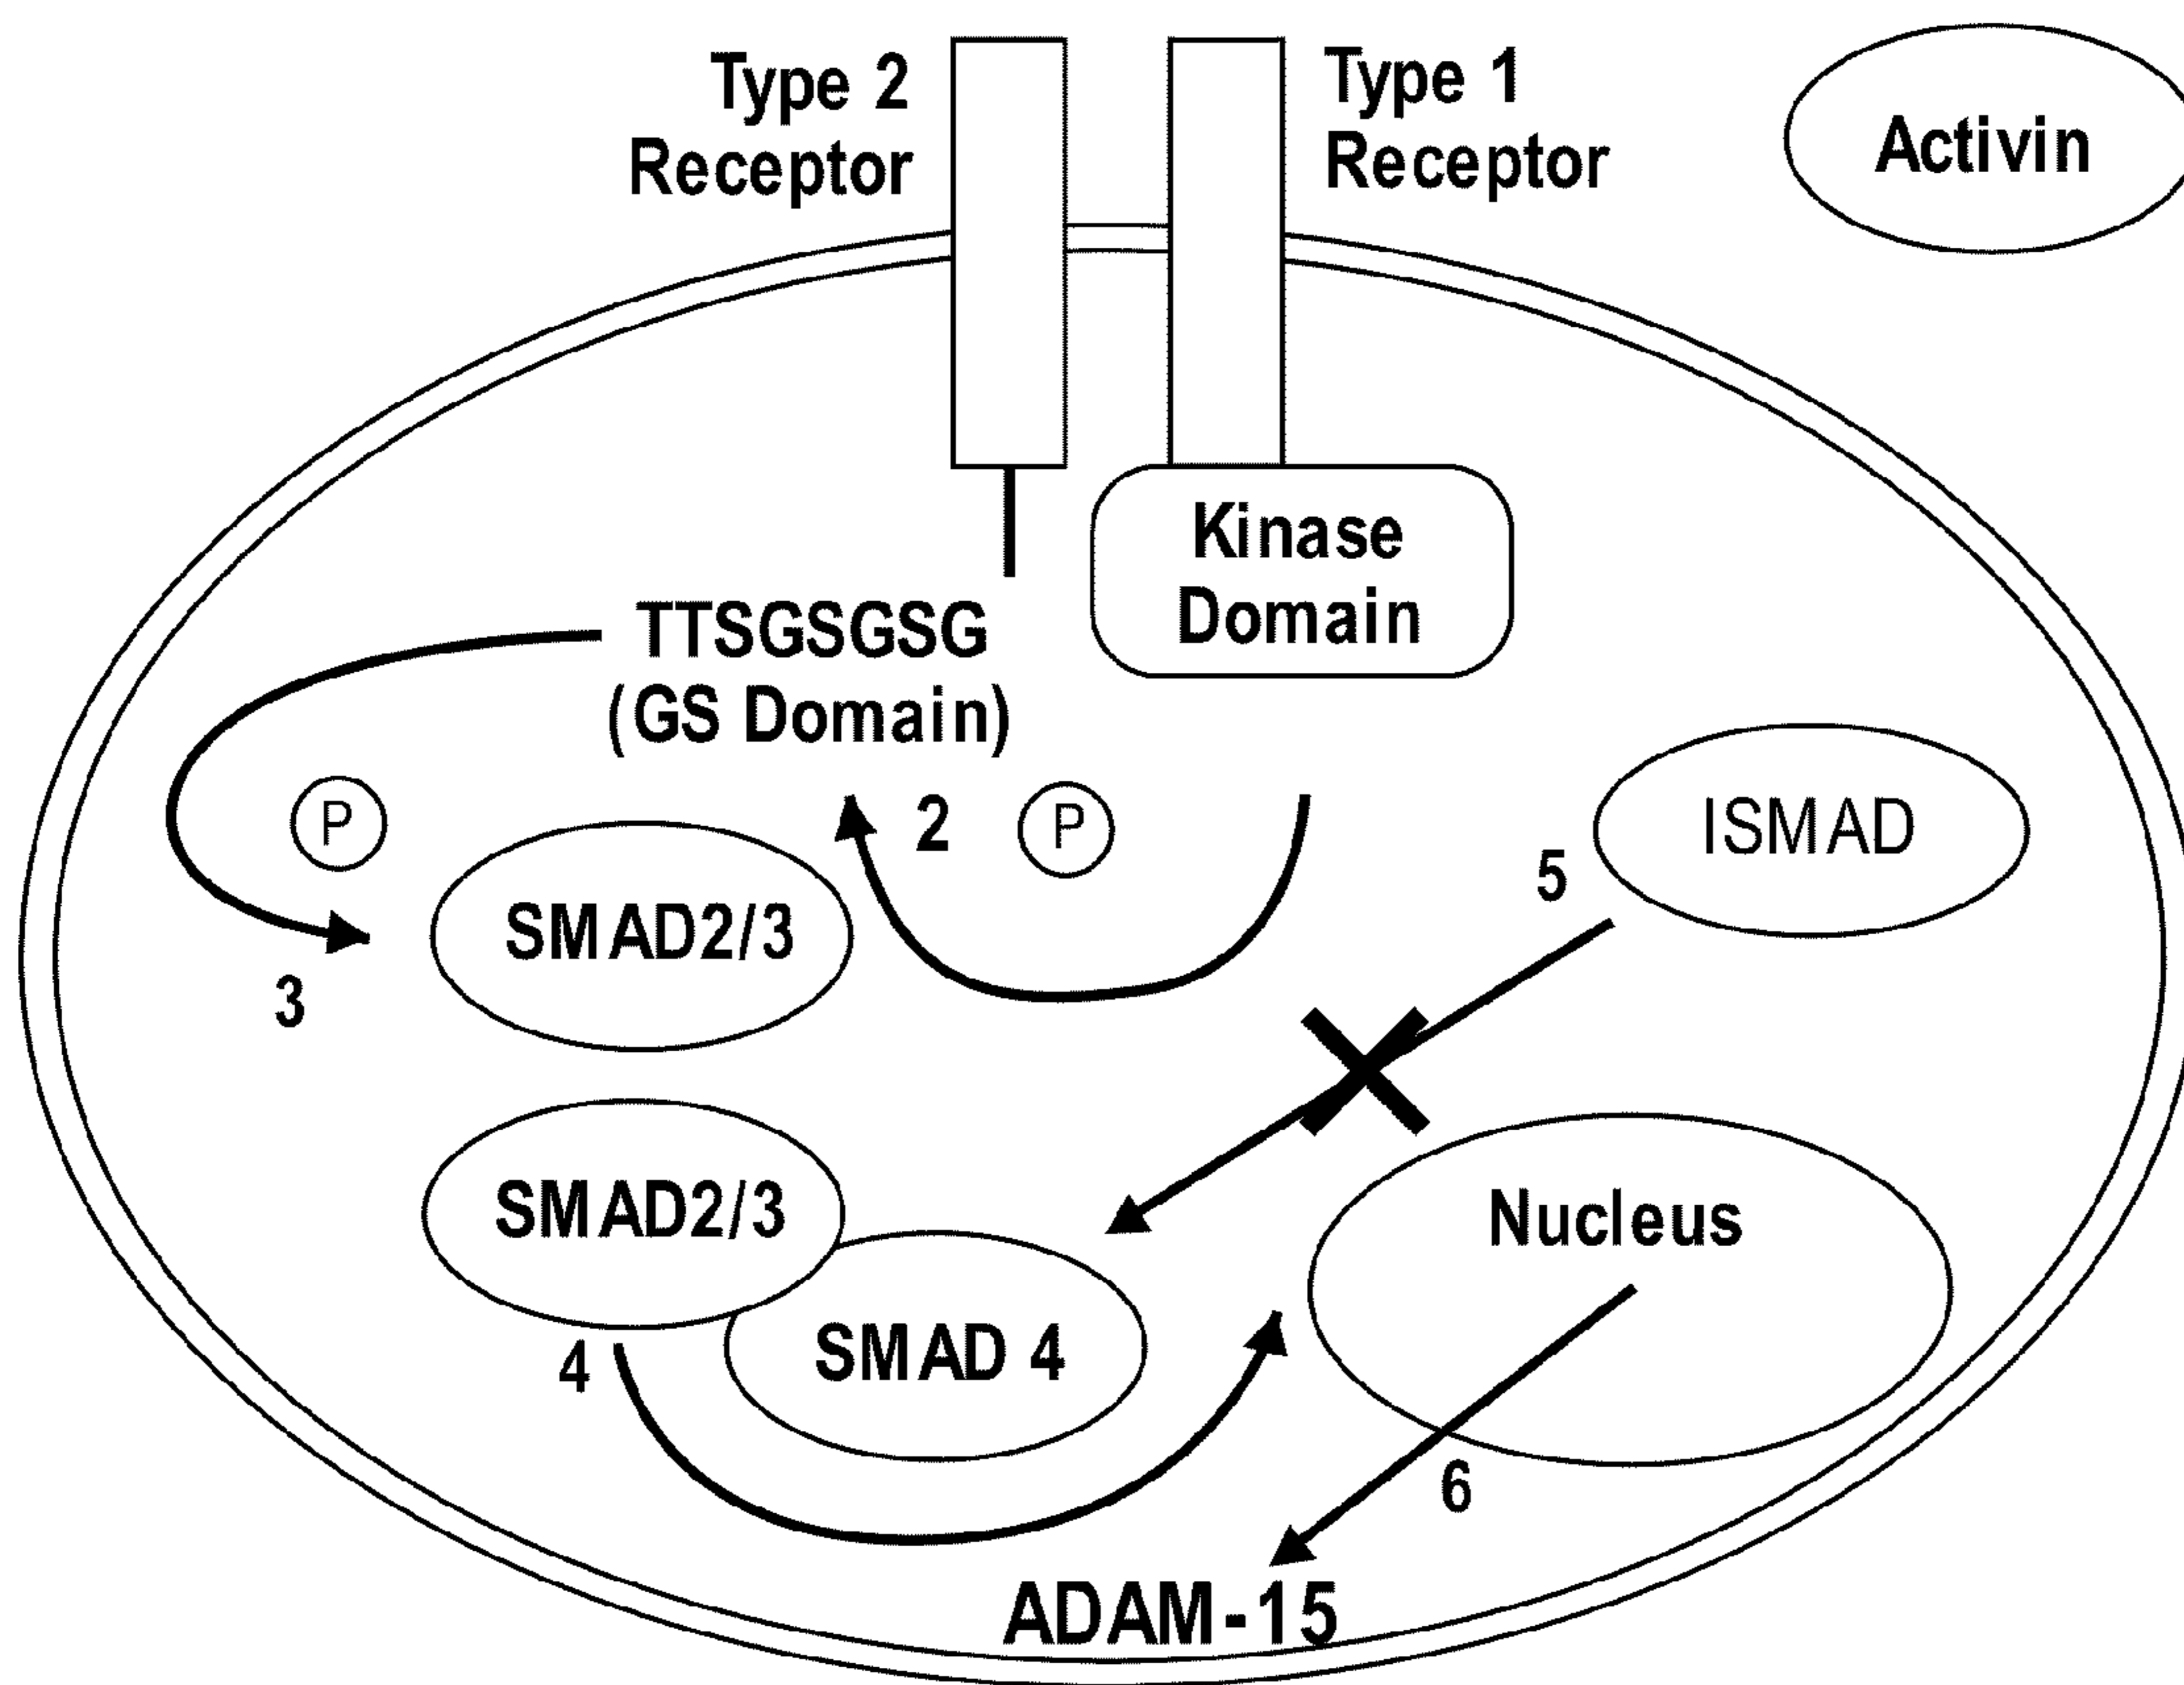 Type 2
Receptor
Type 1
Receptor
Activin
Kinase
Domain
TTSGSGSG
(GS Domain)
2
P
P
3
SMAD2/3
ISMAD
5
SMAD2/3
SMAD 4
4
Nucleus
6
ADAM-15